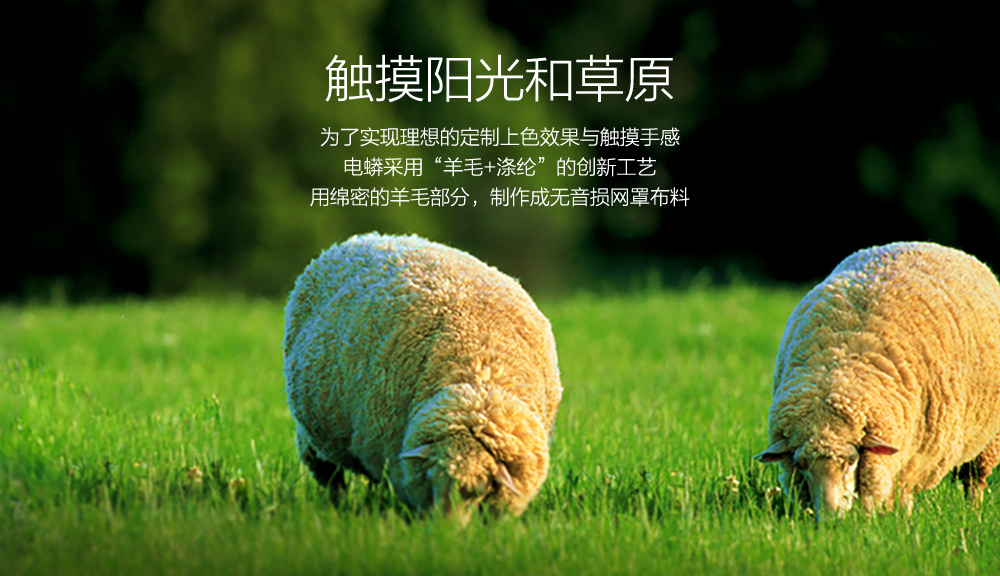 触摸阳光和草原
为了实现理想的定制上色效果与触摸手感
电蟒采用“羊毛+涤纶”的创新工艺
用绵密的羊毛部分，制作成无音损网罩布料